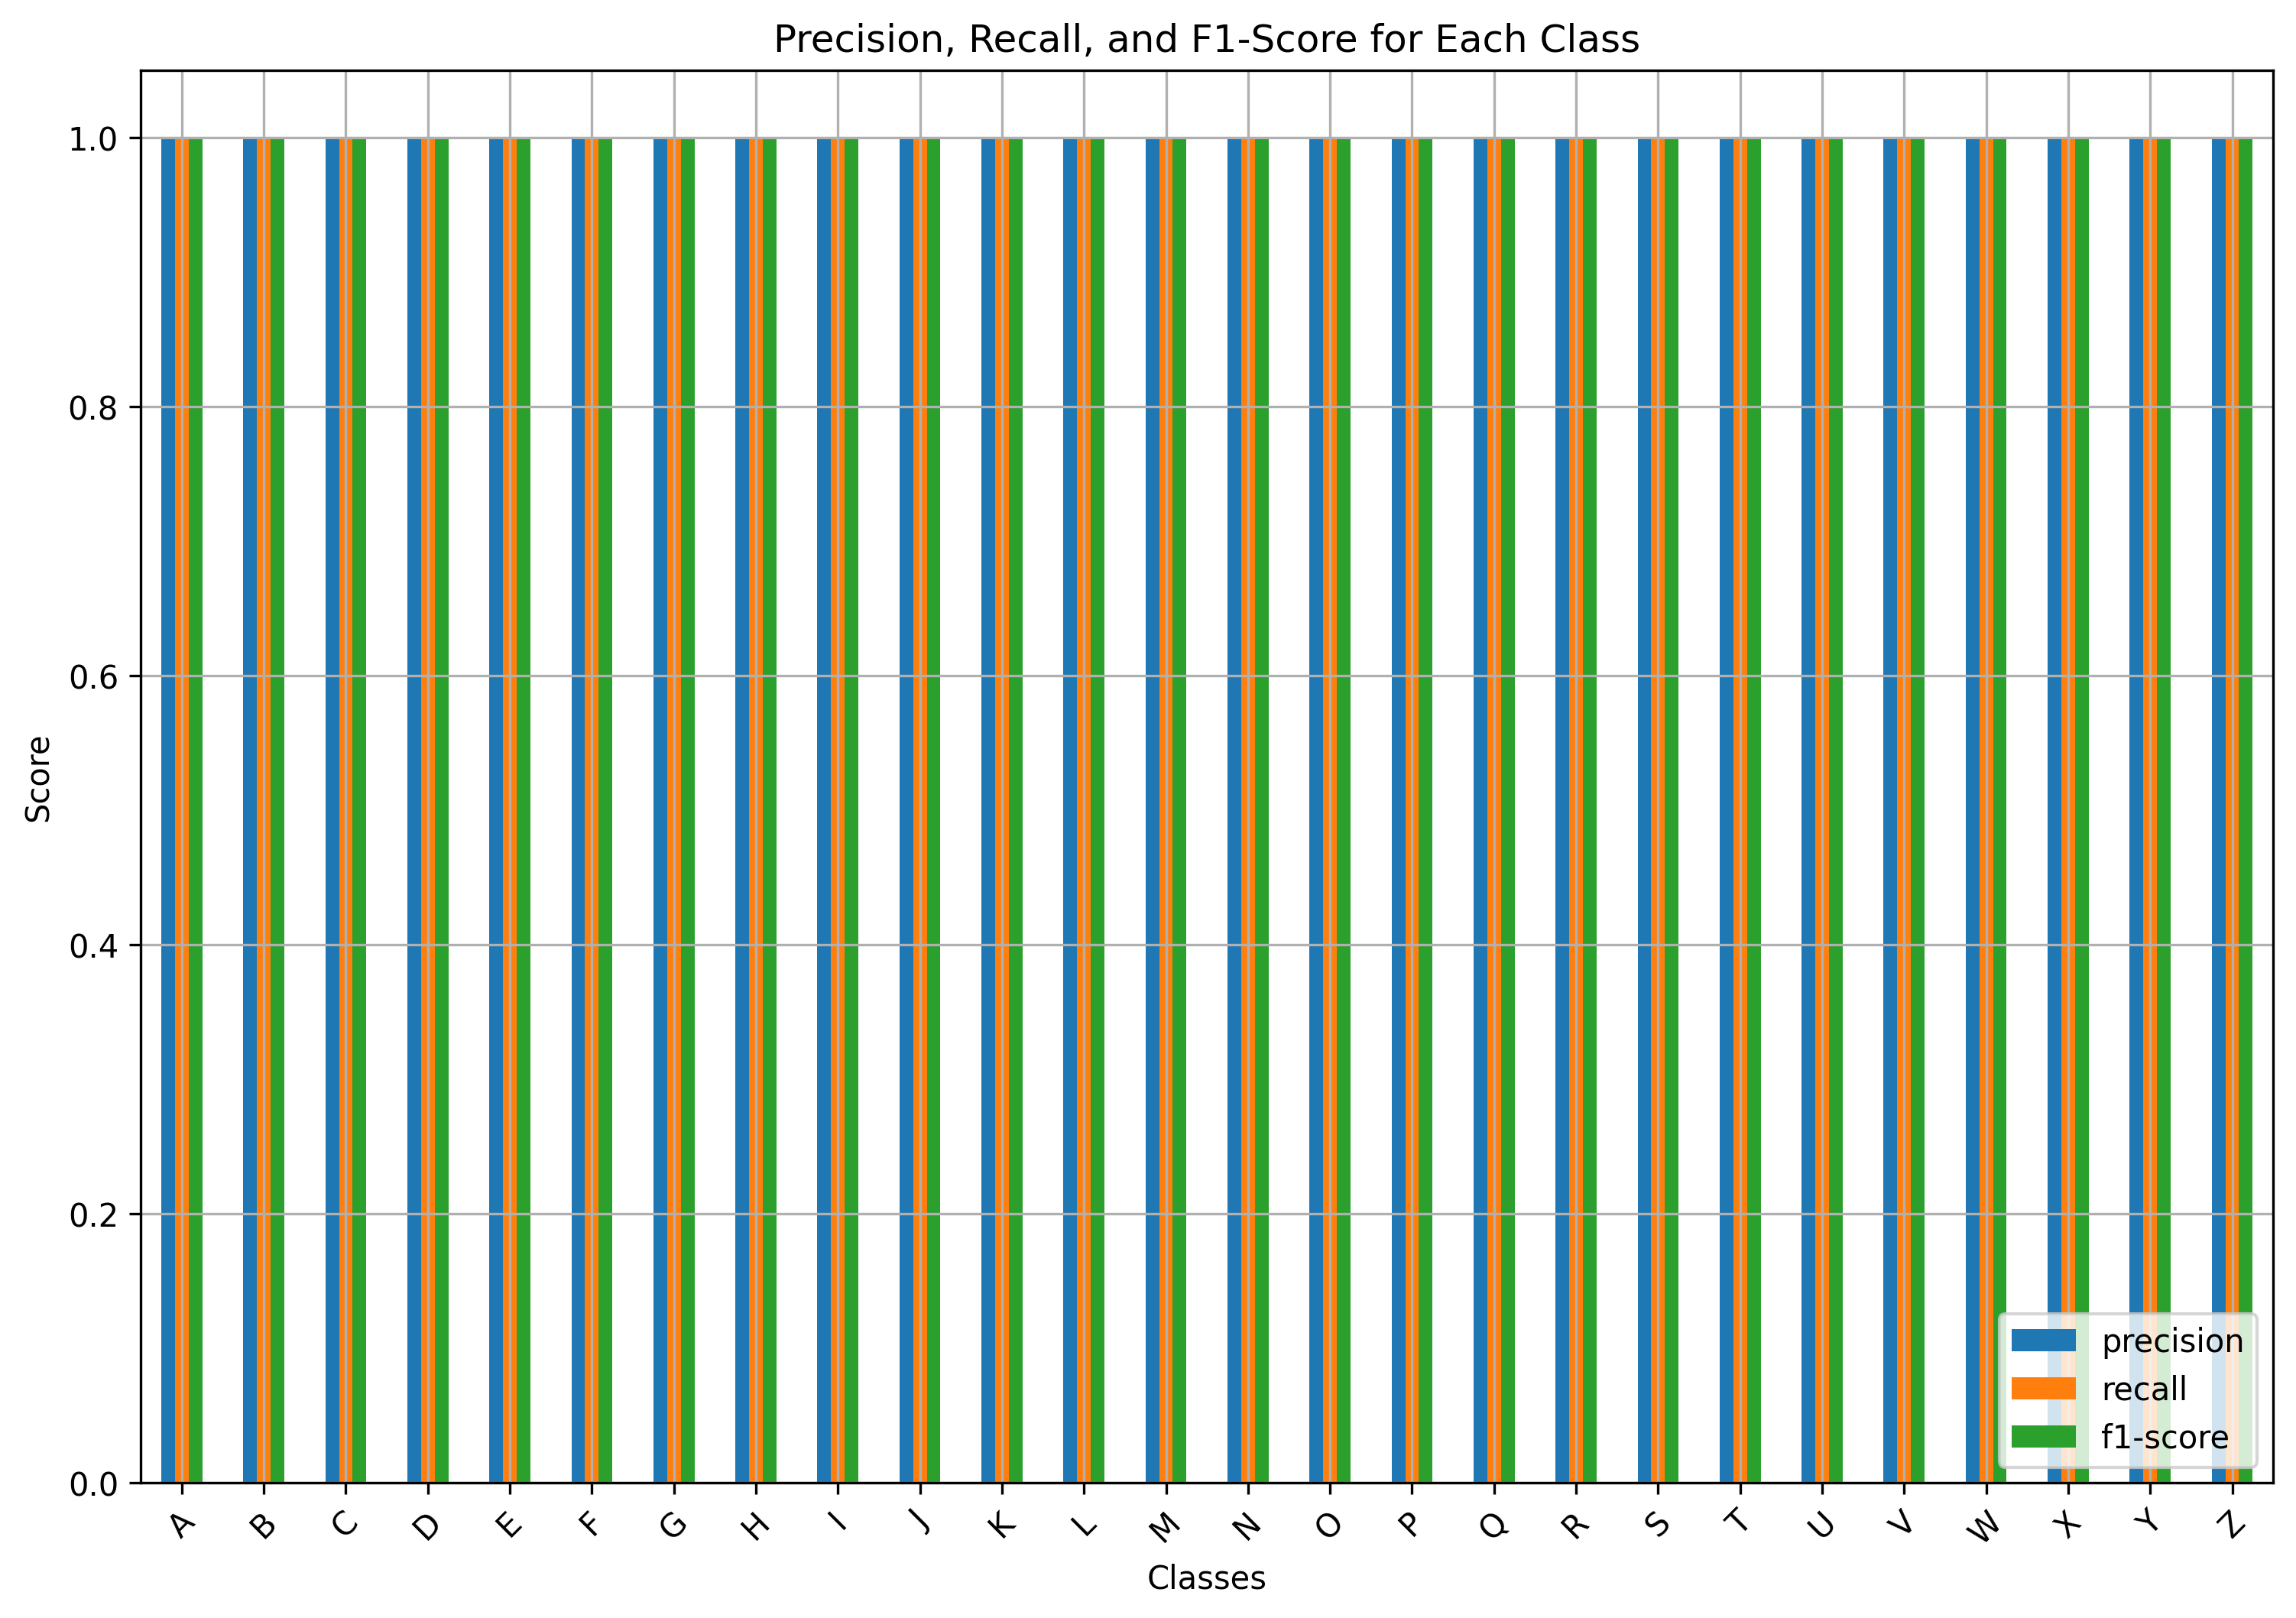 Precision, Recall, and F1-Score for Each Class
1.0
0.8
0.6
0.4
0.2
0.0
Score
precision
recall
f1-score
A B C D E F G H I J K L M N O P Q R S T U V W X Y Z
Classes